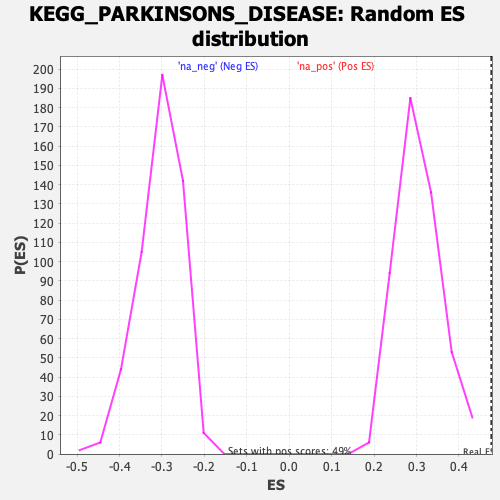 KEGG_PARKINSONS_DISEASE: Random ES
distribution
'na_neg' (Neg ES) 'na_pos' (Pos ES)
200
190
180
170
160
150
140
130
120
110
100
90
80
70
60
50
40
30
20
10
0
P(ES)
Sets with pos scores: 49%
Real ES
-0.5 -0.4 -0.3 -0.2 -0.1 0.0 0.1 0.2 0.3 0.4
ES